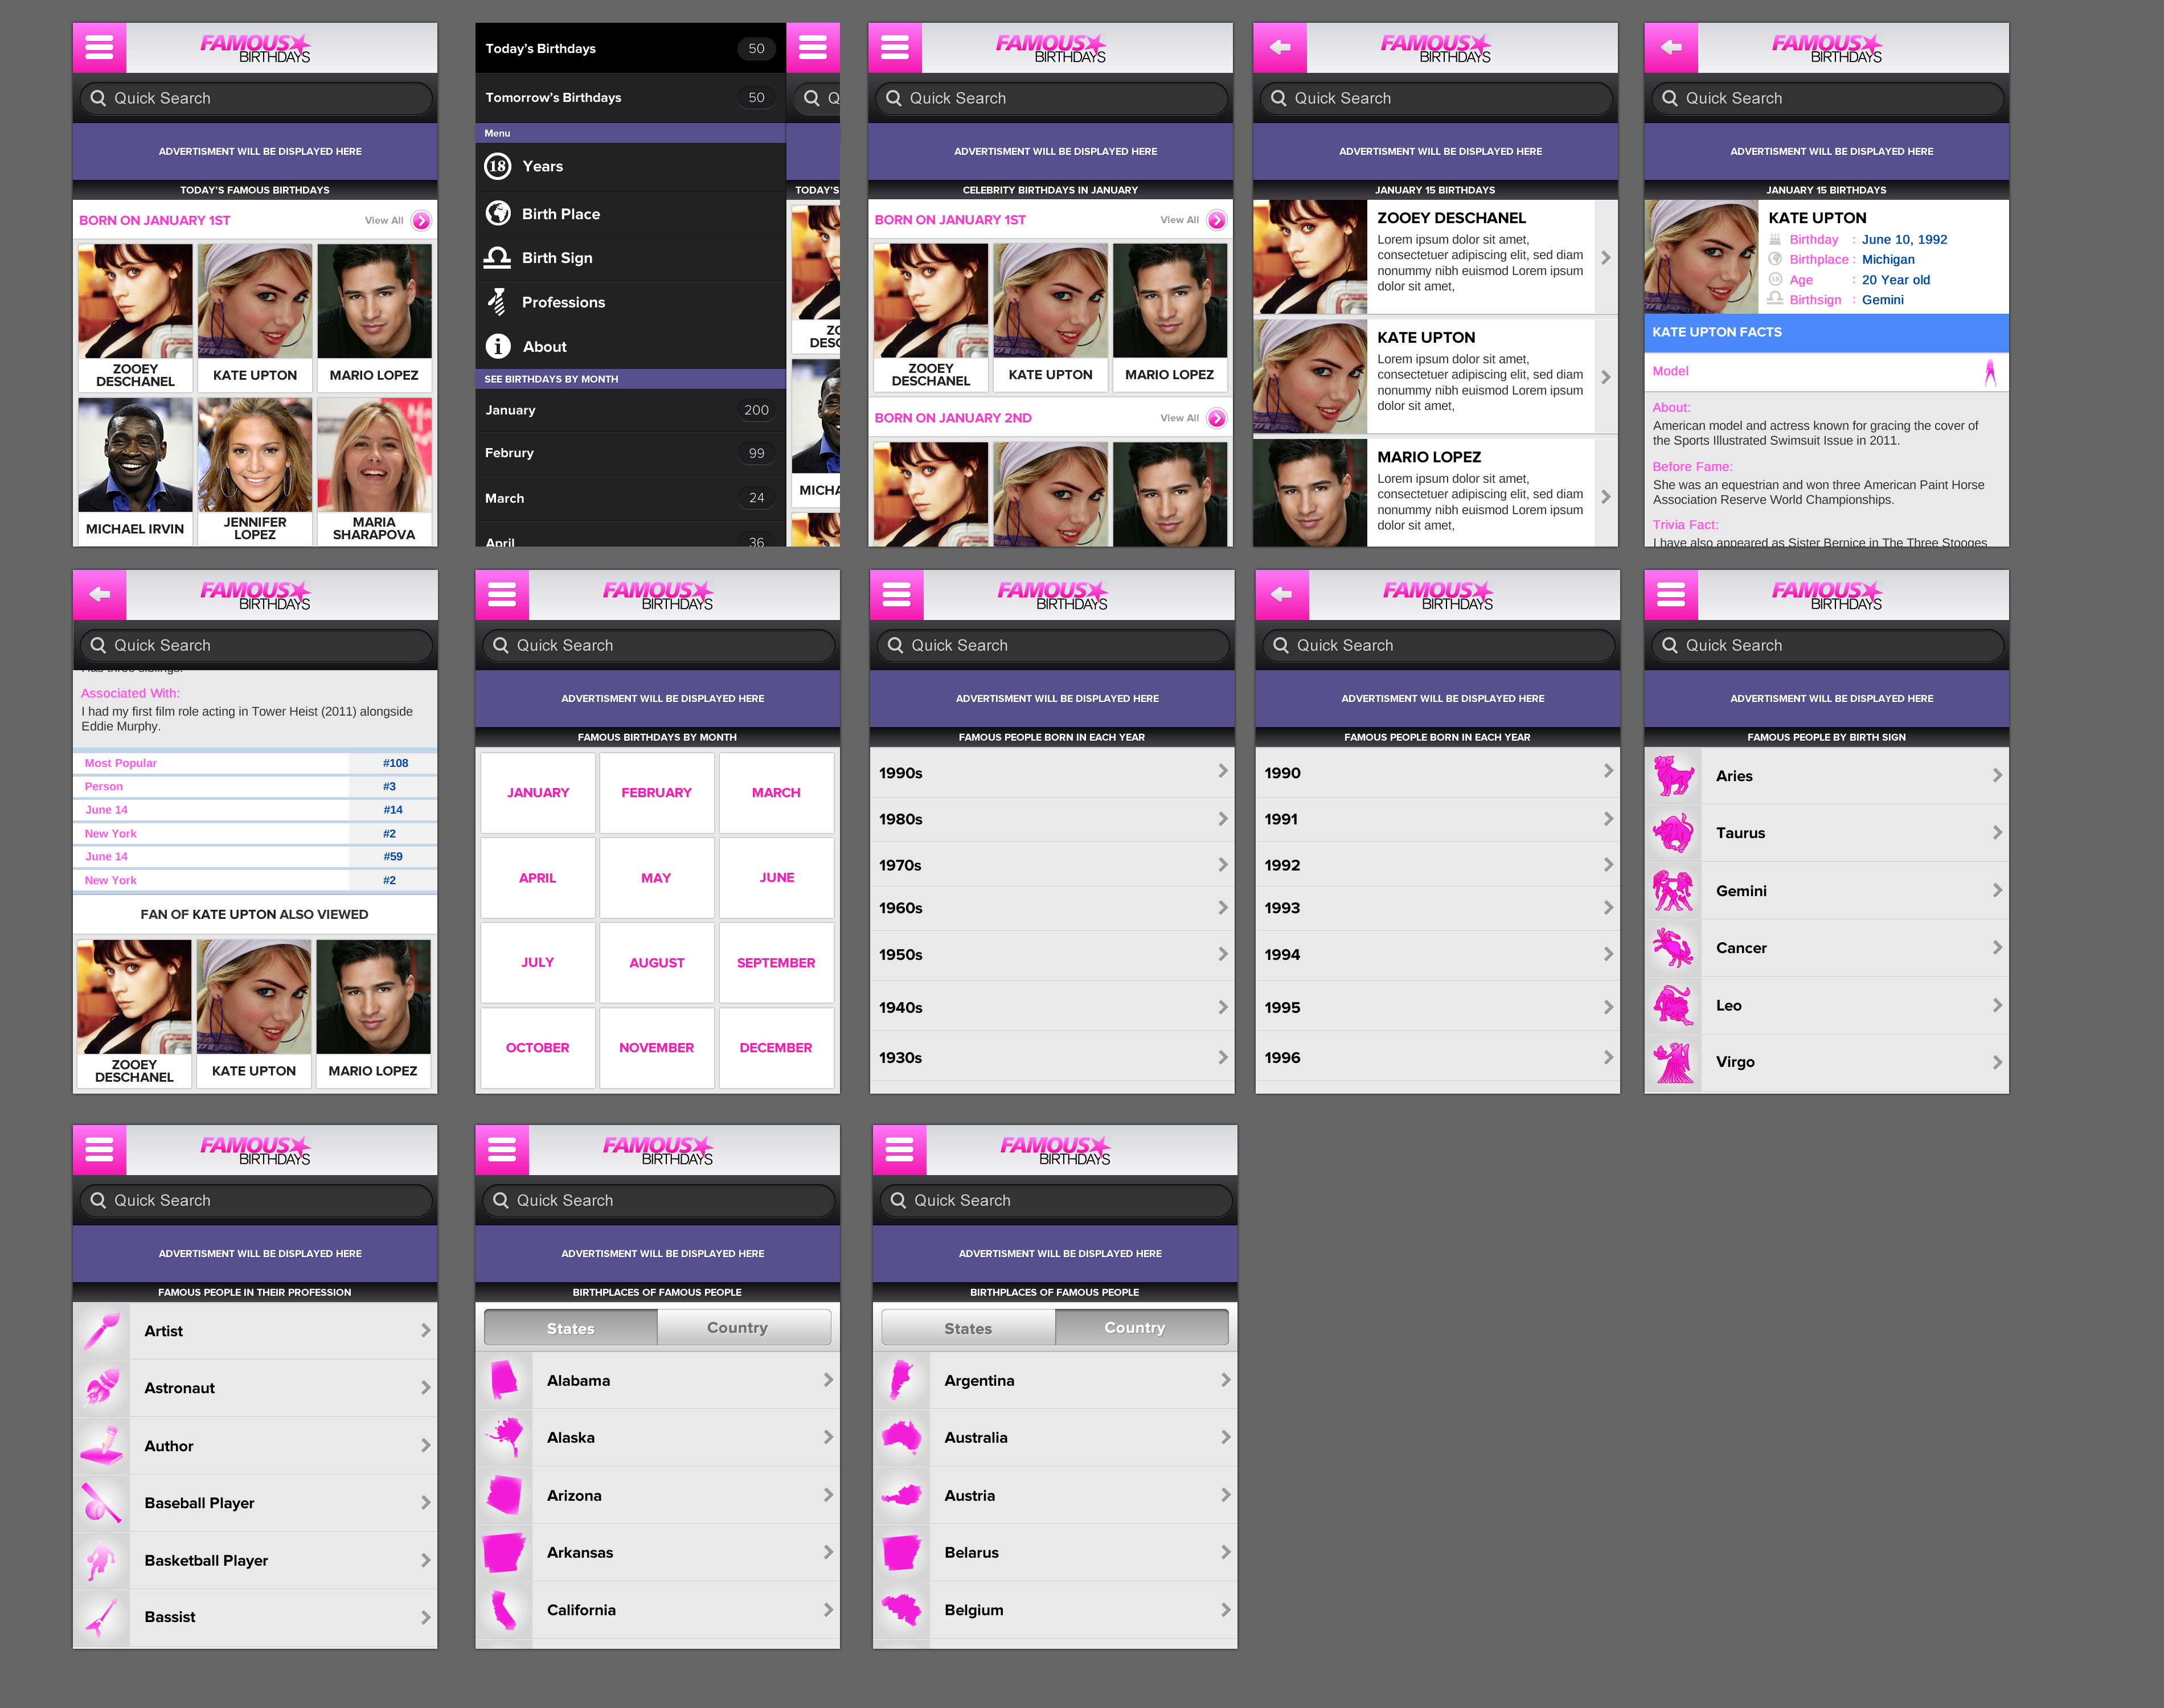 FAMOUS
BIRTHDAYS
Quick Search
ADVERTISMENT WILL BE DISPLAYED HERE
TODAY'S FAMOUS BIRTHDAYS
BORN ON JANUARY 1ST View All
ZOOEY
DESCHANEL
KATE UPTON
MARIO LOPEZ
MICHAEL IRVIN
JENNIFER
LOPEZ
MARIA
SHARAPOVA
Today's Birthdays 50
Tomorrow's Birthdays 50
Menu
18 Years
Birth Place
Birth Sign
Professions
i About
SEE BIRTHDAYS BY MONTH
January 200
Februry 99
March 24
April 36
Q
TODAY'S
ZO
DESC
MICHA
FAMOUS
BIRTHDAYS
Quick Search
ADVERTISMENT WILL BE DISPLAYED HERE
CELEBRITY BIRTHDAYS IN JANUARY
BORN ON JANUARY 1ST View All
ZOOEY
DESCHANEL
KATE UPTON
MARIO LOPEZ
BORN ON JANUARY 2ND View All
FAMOUS
BIRTHDAYS
Quick Search
ADVERTISMENT WILL BE DISPLAYED HERE
JANUARY 15 BIRTHDAYS
ZOOEY DESCHANEL
Lorem ipsum dolor sit amet,
consectetuer adipiscing elit, sed diam
nonummy nibh euismod Lorem ipsum
dolor sit amet,
KATE UPTON
Lorem ipsum dolor sit amet,
consectetuer adipiscing elit, sed diam
nonummy nibh euismod Lorem ipsum
dolor sit amet,
MARIO LOPEZ
Lorem ipsum dolor sit amet,
consectetuer adipiscing elit, sed diam
nonummy nibh euismod Lorem ipsum
dolor sit amet,
FAMOUS
BIRTHDAYS
Quick Search
ADVERTISMENT WILL BE DISPLAYED HERE
JANUARY 15 BIRTHDAYS
KATE UPTON
Birthday : June 10, 1992
Birthplace : Michigan
18 Age : 20 Year old
Birthsign : Gemini
KATE UPTON FACTS
Model
About:
American model and actress known for gracing the cover of
the Sports Illustrated Swimsuit Issue in 2011.
Before Fame:
She was an equestrian and won three American Paint Horse
Association Reserve World Championships.
Trivia Fact:
I have also appeared as Sister Bernice in The Three Stooges
FAMOUS
BIRTHDAYS
Quick Search
Has three siblings.
Associated With:
I had my first film role acting in Tower Heist (2011) alongside
Eddie Murphy.
Most Popular #108
Person #3
June 14 #14
New York #2
June 14 #59
New York #2
FAN OF KATE UPTON ALSO VIEWED
ZOOEY
DESCHANEL
KATE UPTON
MARIO LOPEZ
FAMOUS
BIRTHDAYS
Quick Search
ADVERTISMENT WILL BE DISPLAYED HERE
FAMOUS BIRTHDAYS BY MONTH
JANUARY FEBRUARY MARCH
APRIL MAY JUNE
JULY AUGUST SEPTEMBER
OCTOBER NOVEMBER DECEMBER
FAMOUS
BIRTHDAYS
Quick Search
ADVERTISMENT WILL BE DISPLAYED HERE
FAMOUS PEOPLE BORN IN EACH YEAR
1990s
1980s
1970s
1960s
1950s
1940s
1930s
FAMOUS
BIRTHDAYS
Quick Search
ADVERTISMENT WILL BE DISPLAYED HERE
FAMOUS PEOPLE BORN IN EACH YEAR
1990
1991
1992
1993
1994
1995
1996
FAMOUS
BIRTHDAYS
Quick Search
ADVERTISMENT WILL BE DISPLAYED HERE
FAMOUS PEOPLE BY BIRTH SIGN
Aries
Taurus
Gemini
Cancer
Leo
Virgo
FAMOUS
BIRTHDAYS
Quick Search
ADVERTISMENT WILL BE DISPLAYED HERE
FAMOUS PEOPLE IN THEIR PROFESSION
Artist
Astronaut
Author
Baseball Player
Basketball Player
Bassist
FAMOUS
BIRTHDAYS
Quick Search
ADVERTISMENT WILL BE DISPLAYED HERE
BIRTHPLACES OF FAMOUS PEOPLE
States Country
Alabama
Alaska
Arizona
Arkansas
California
FAMOUS
BIRTHDAYS
Quick Search
ADVERTISMENT WILL BE DISPLAYED HERE
BIRTHPLACES OF FAMOUS PEOPLE
States Country
Argentina
Australia
Austria
Belarus
Belgium